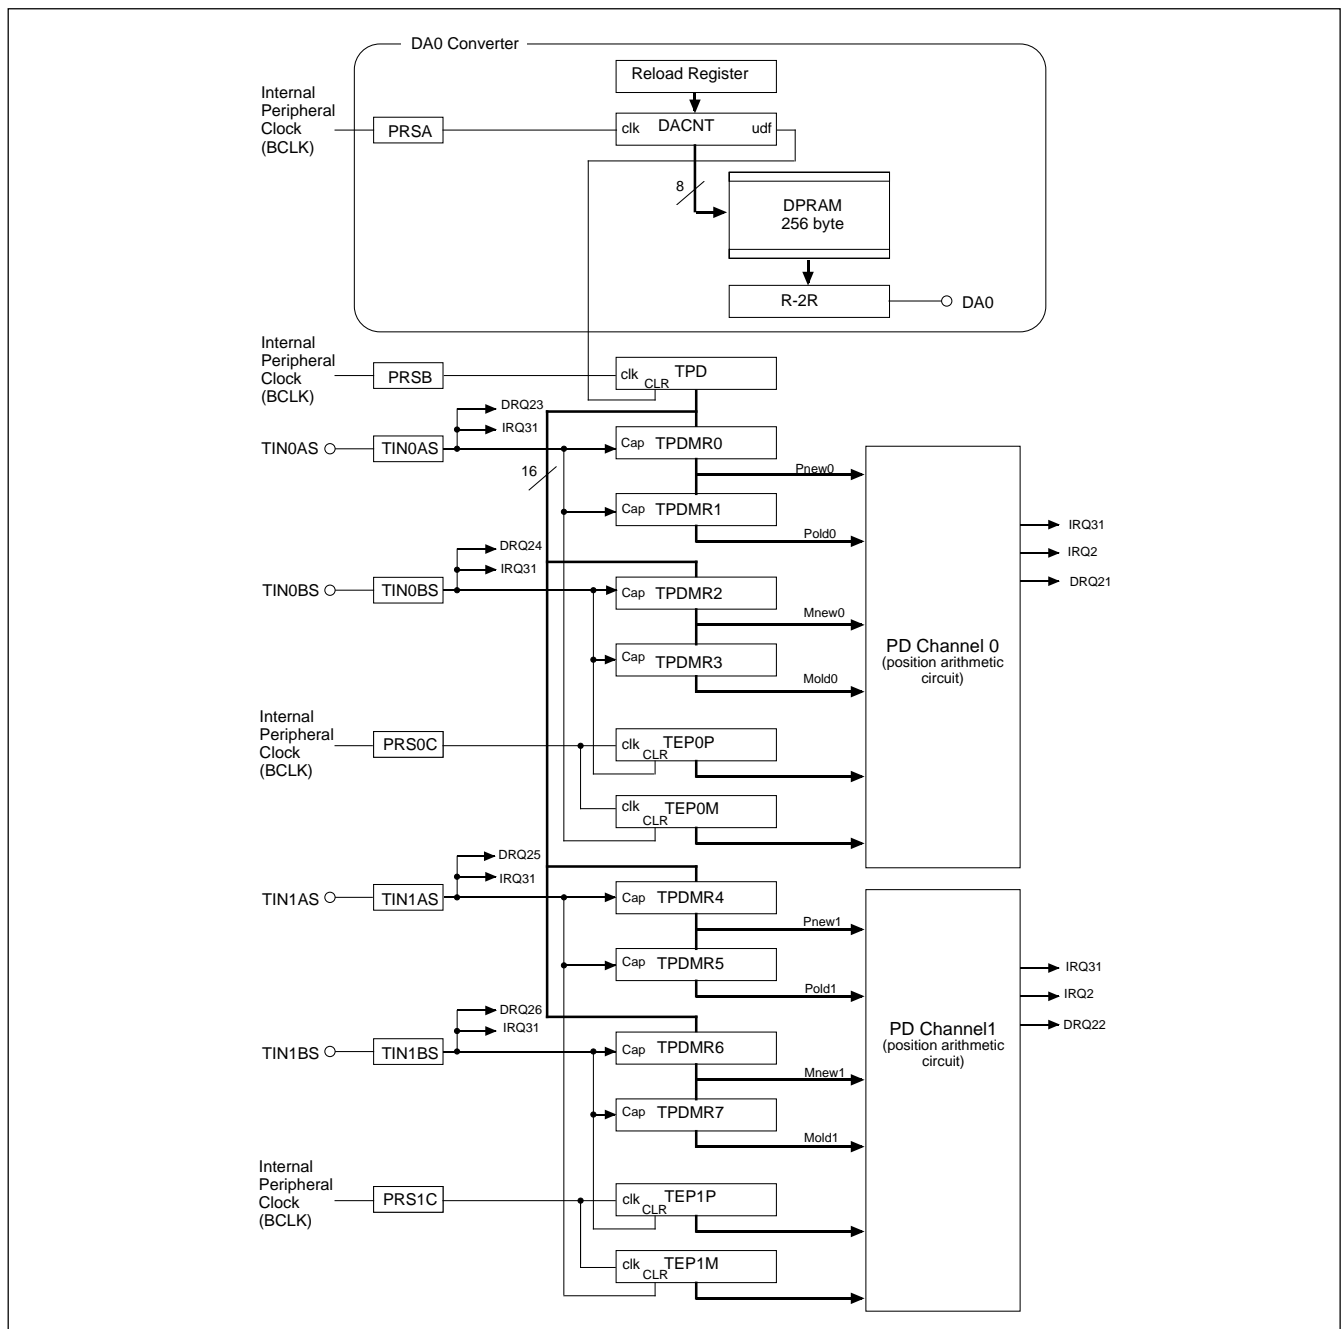 DA0 Converter
Reload Register
Internal
Peripheral
Clock
(BCLK)
PRSA
clk DACNT udf
8
DPRAM
256 byte
R-2R
DA0
Internal
Peripheral
Clock
(BCLK)
PRSB
clk TPD
CLR
DRQ23
IRQ31
TIN0AS
TIN0AS
Cap TPDMR0
16
Pnew0
Cap TPDMR1
Pold0
IRQ31
IRQ2
DRQ21
DRQ24
IRQ31
TIN0BS
TIN0BS
Cap TPDMR2
Mnew0
Cap TPDMR3
Mold0
PD Channel 0
(position arithmetic
circuit)
Internal
Peripheral
Clock
(BCLK)
PRS0C
clk TEP0P
CLR
clk TEP0M
CLR
DRQ25
IRQ31
TIN1AS
TIN1AS
Cap TPDMR4
Pnew1
Cap TPDMR5
Pold1
IRQ31
IRQ2
DRQ22
DRQ26
IRQ31
TIN1BS
TIN1BS
Cap TPDMR6
Mnew1
Cap TPDMR7
Mold1
PD Channel1
(position arithmetic
circuit)
Internal
Peripheral
Clock
(BCLK)
PRS1C
clk TEP1P
CLR
clk TEP1M
CLR